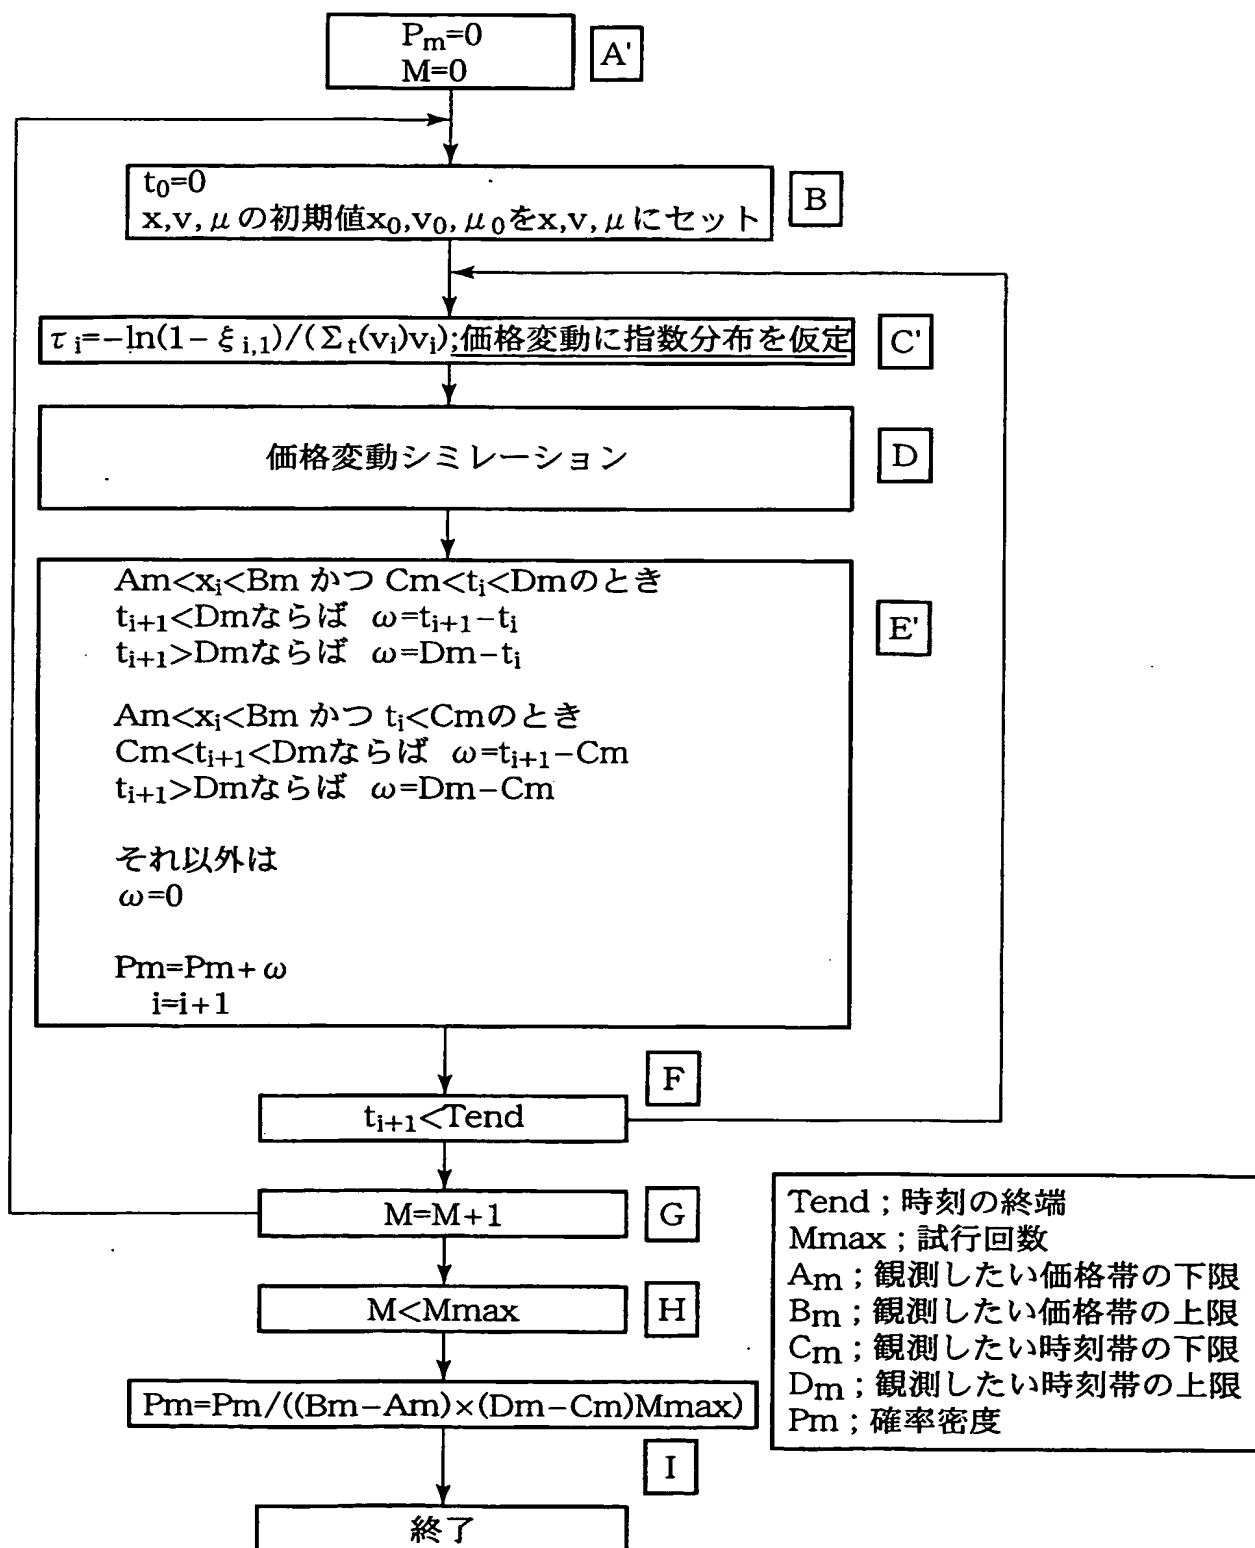 Pm=0
M=0
A'
t0=0
x,v,μの初期値x0,v0,μ0をx,v,μにセット
B
τi=-ln(1-ξi,1)/(Σt(vi)vi);価格変動に指数分布を仮定
C'
価格変動シミレーション
D
Am<xi<Bm かつ Cm<ti<Dmのとき
ti+1<Dmならば ω=ti+1-ti
ti+1>Dmならば ω=Dm-ti
Am<xi<Bm かつ ti<Cmのとき
Cm<ti+1<Dmならば ω=ti+1-Cm
ti+1>Dmならば ω=Dm-Cm
それ以外は
ω=0
Pm=Pm+ω
i=i+1
E'
F
ti+1<Tend
M=M+1
G
M<Mmax
H
Pm=Pm/((Bm-Am)×(Dm-Cm)Mmax)
I
終了
Tend;時刻の終端
Mmax;試行回数
Am;観測したい価格帯の下限
Bm;観測したい価格帯の上限
Cm;観測したい時刻帯の下限
Dm;観測したい時刻帯の上限
Pm;確率密度